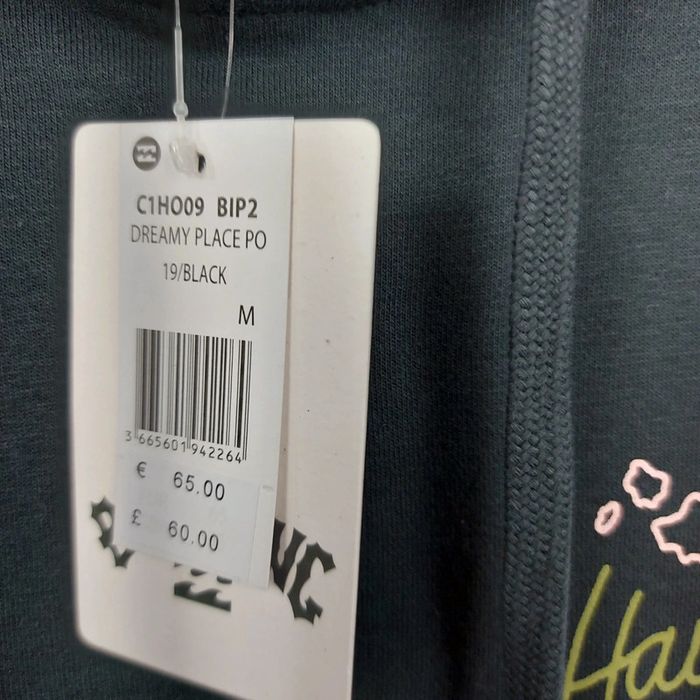 C1HO09 BIP2
DREAMY PLACE PO
19/BLACK
M
3 665601 942264
€ 65.00
£ 60.00